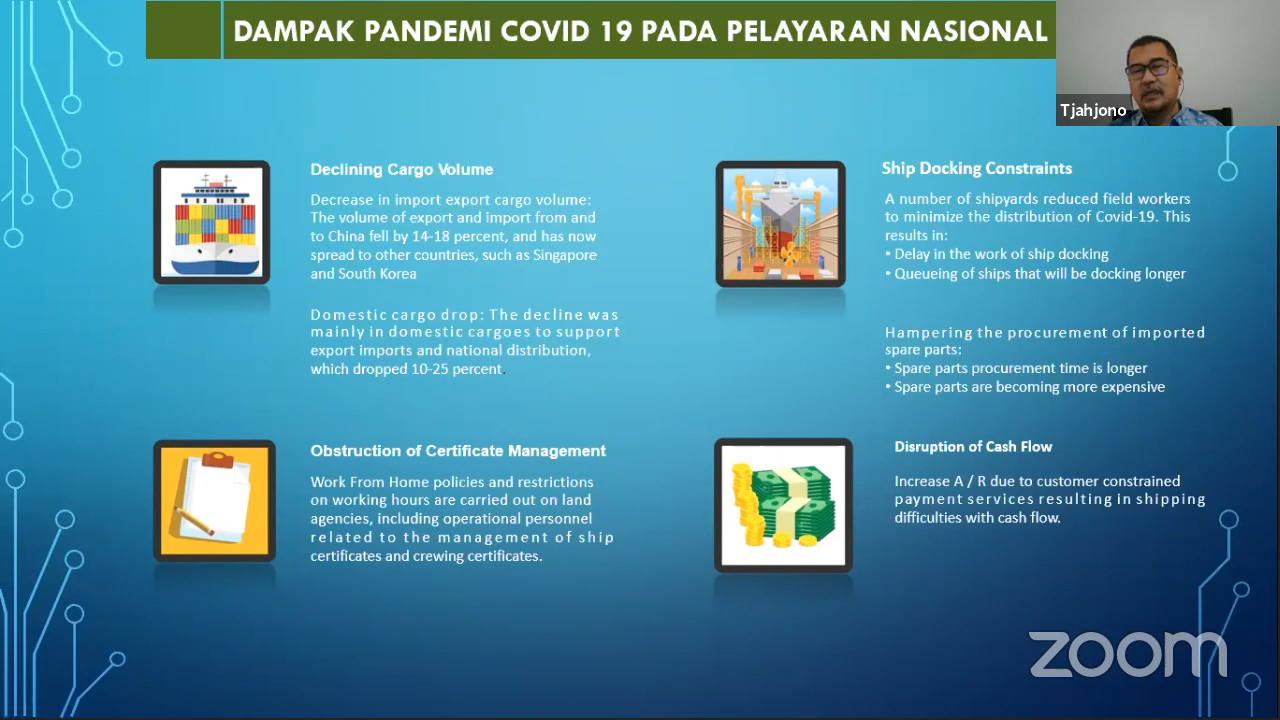 DAMPAK PANDEMI COVID 19 PADA PELAYARAN NASIONAL
Tjahjono
Declining Cargo Volume
Decrease in import export cargo volume:
The volume of export and import from and
to China fell by 14-18 percent, and has now
spread to other countries, such as Singapore
and South Korea
Domestic cargo drop: The decline was
mainly in domestic cargoes to support
export imports and national distribution,
which dropped 10-25 percent.
Ship Docking Constraints
A number of shipyards reduced field workers
to minimize the distribution of Covid-19. This
results in:
• Delay in the work of ship docking
• Queueing of ships that will be docking longer
Hampering the procurement of imported
spare parts:
• Spare parts procurement time is longer
• Spare parts are becoming more expensive
Obstruction of Certificate Management
Work From Home policies and restrictions
on working hours are carried out on land
agencies, including operational personnel
related to the management of ship
certificates and crewing certificates.
Disruption of Cash Flow
Increase A / R due to customer constrained
payment services resulting in shipping
difficulties with cash flow.
zoom